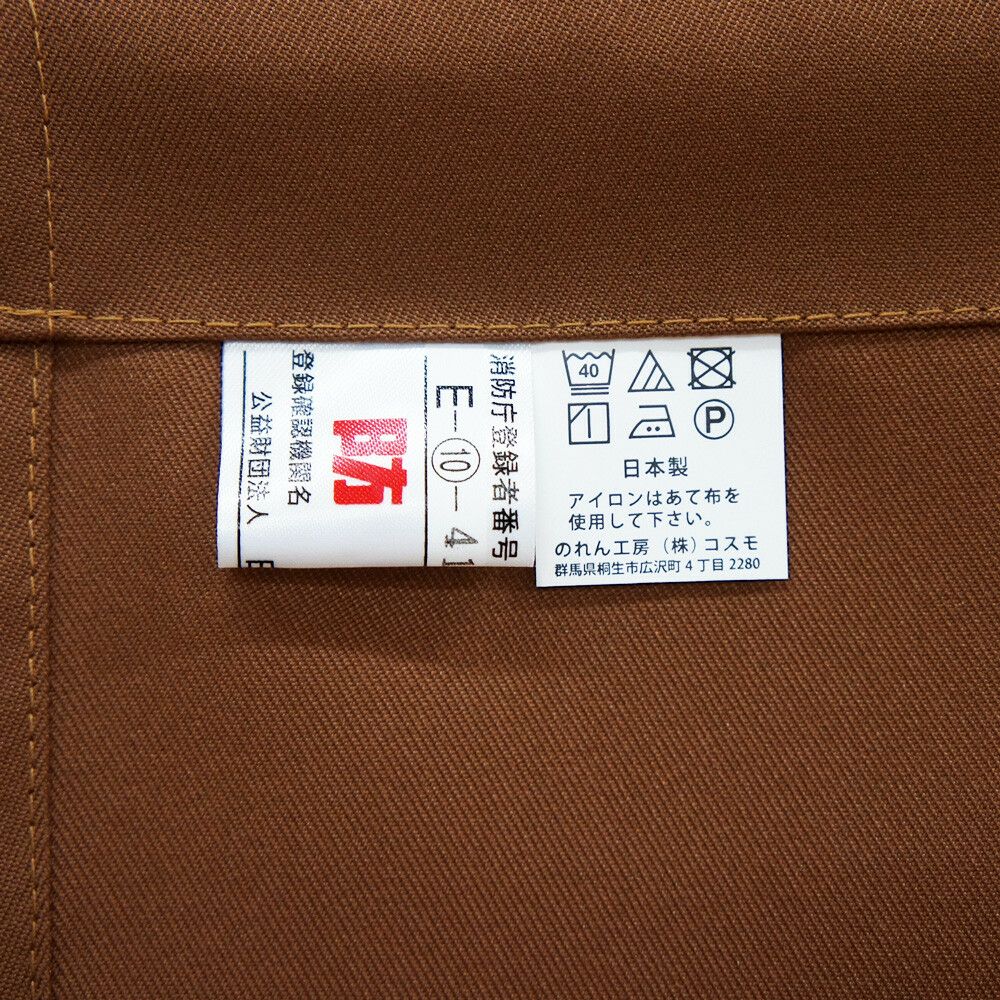 消防庁登録者番号
E-⑩-41
日方
登録確認機関名
公益財団法人
40
P
日本製
アイロンはあて布を
使用して下さい。
のれん工房（株）コスモ
群馬県桐生市広沢町4丁目2280